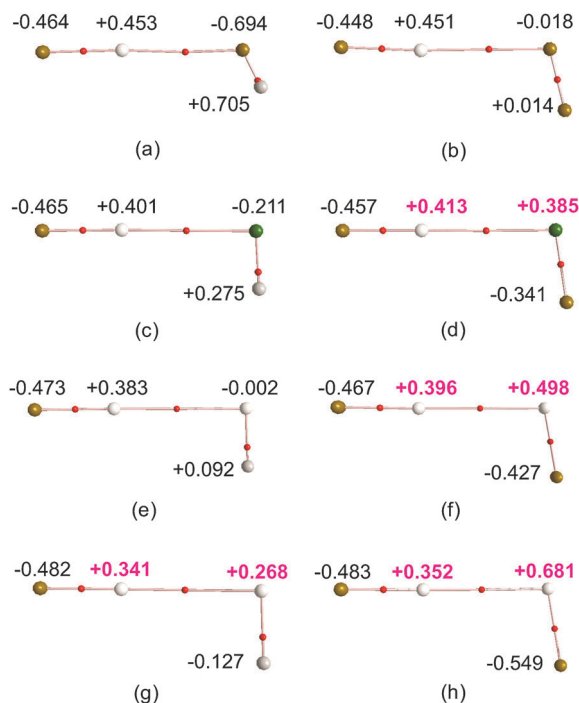 -0.464 +0.453 -0.694 -0.448 +0.451 -0.018
+0.705 +0.014
(a) (b)
-0.465 +0.401 -0.211 -0.457 +0.413 +0.385
+0.275 -0.341
(c) (d)
-0.473 +0.383 -0.002 -0.467 +0.396 +0.498
+0.092 -0.427
(e) (f)
-0.482 +0.341 +0.268 -0.483 +0.352 +0.681
-0.127 -0.549
(g) (h)